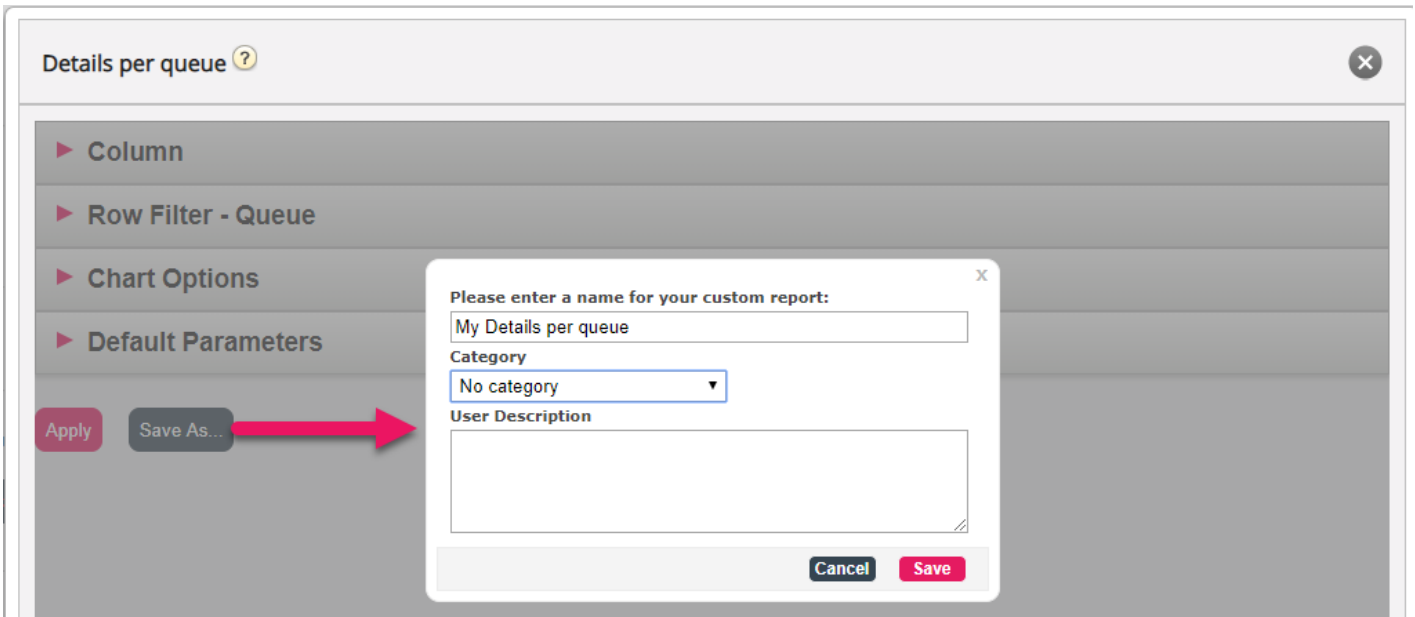 Details per queue ?
Column
Row Filter - Queue
Chart Options
Default Parameters
Apply
Save As...
x
Please enter a name for your custom report:
My Details per queue
Category
No category
User Description
Cancel
Save